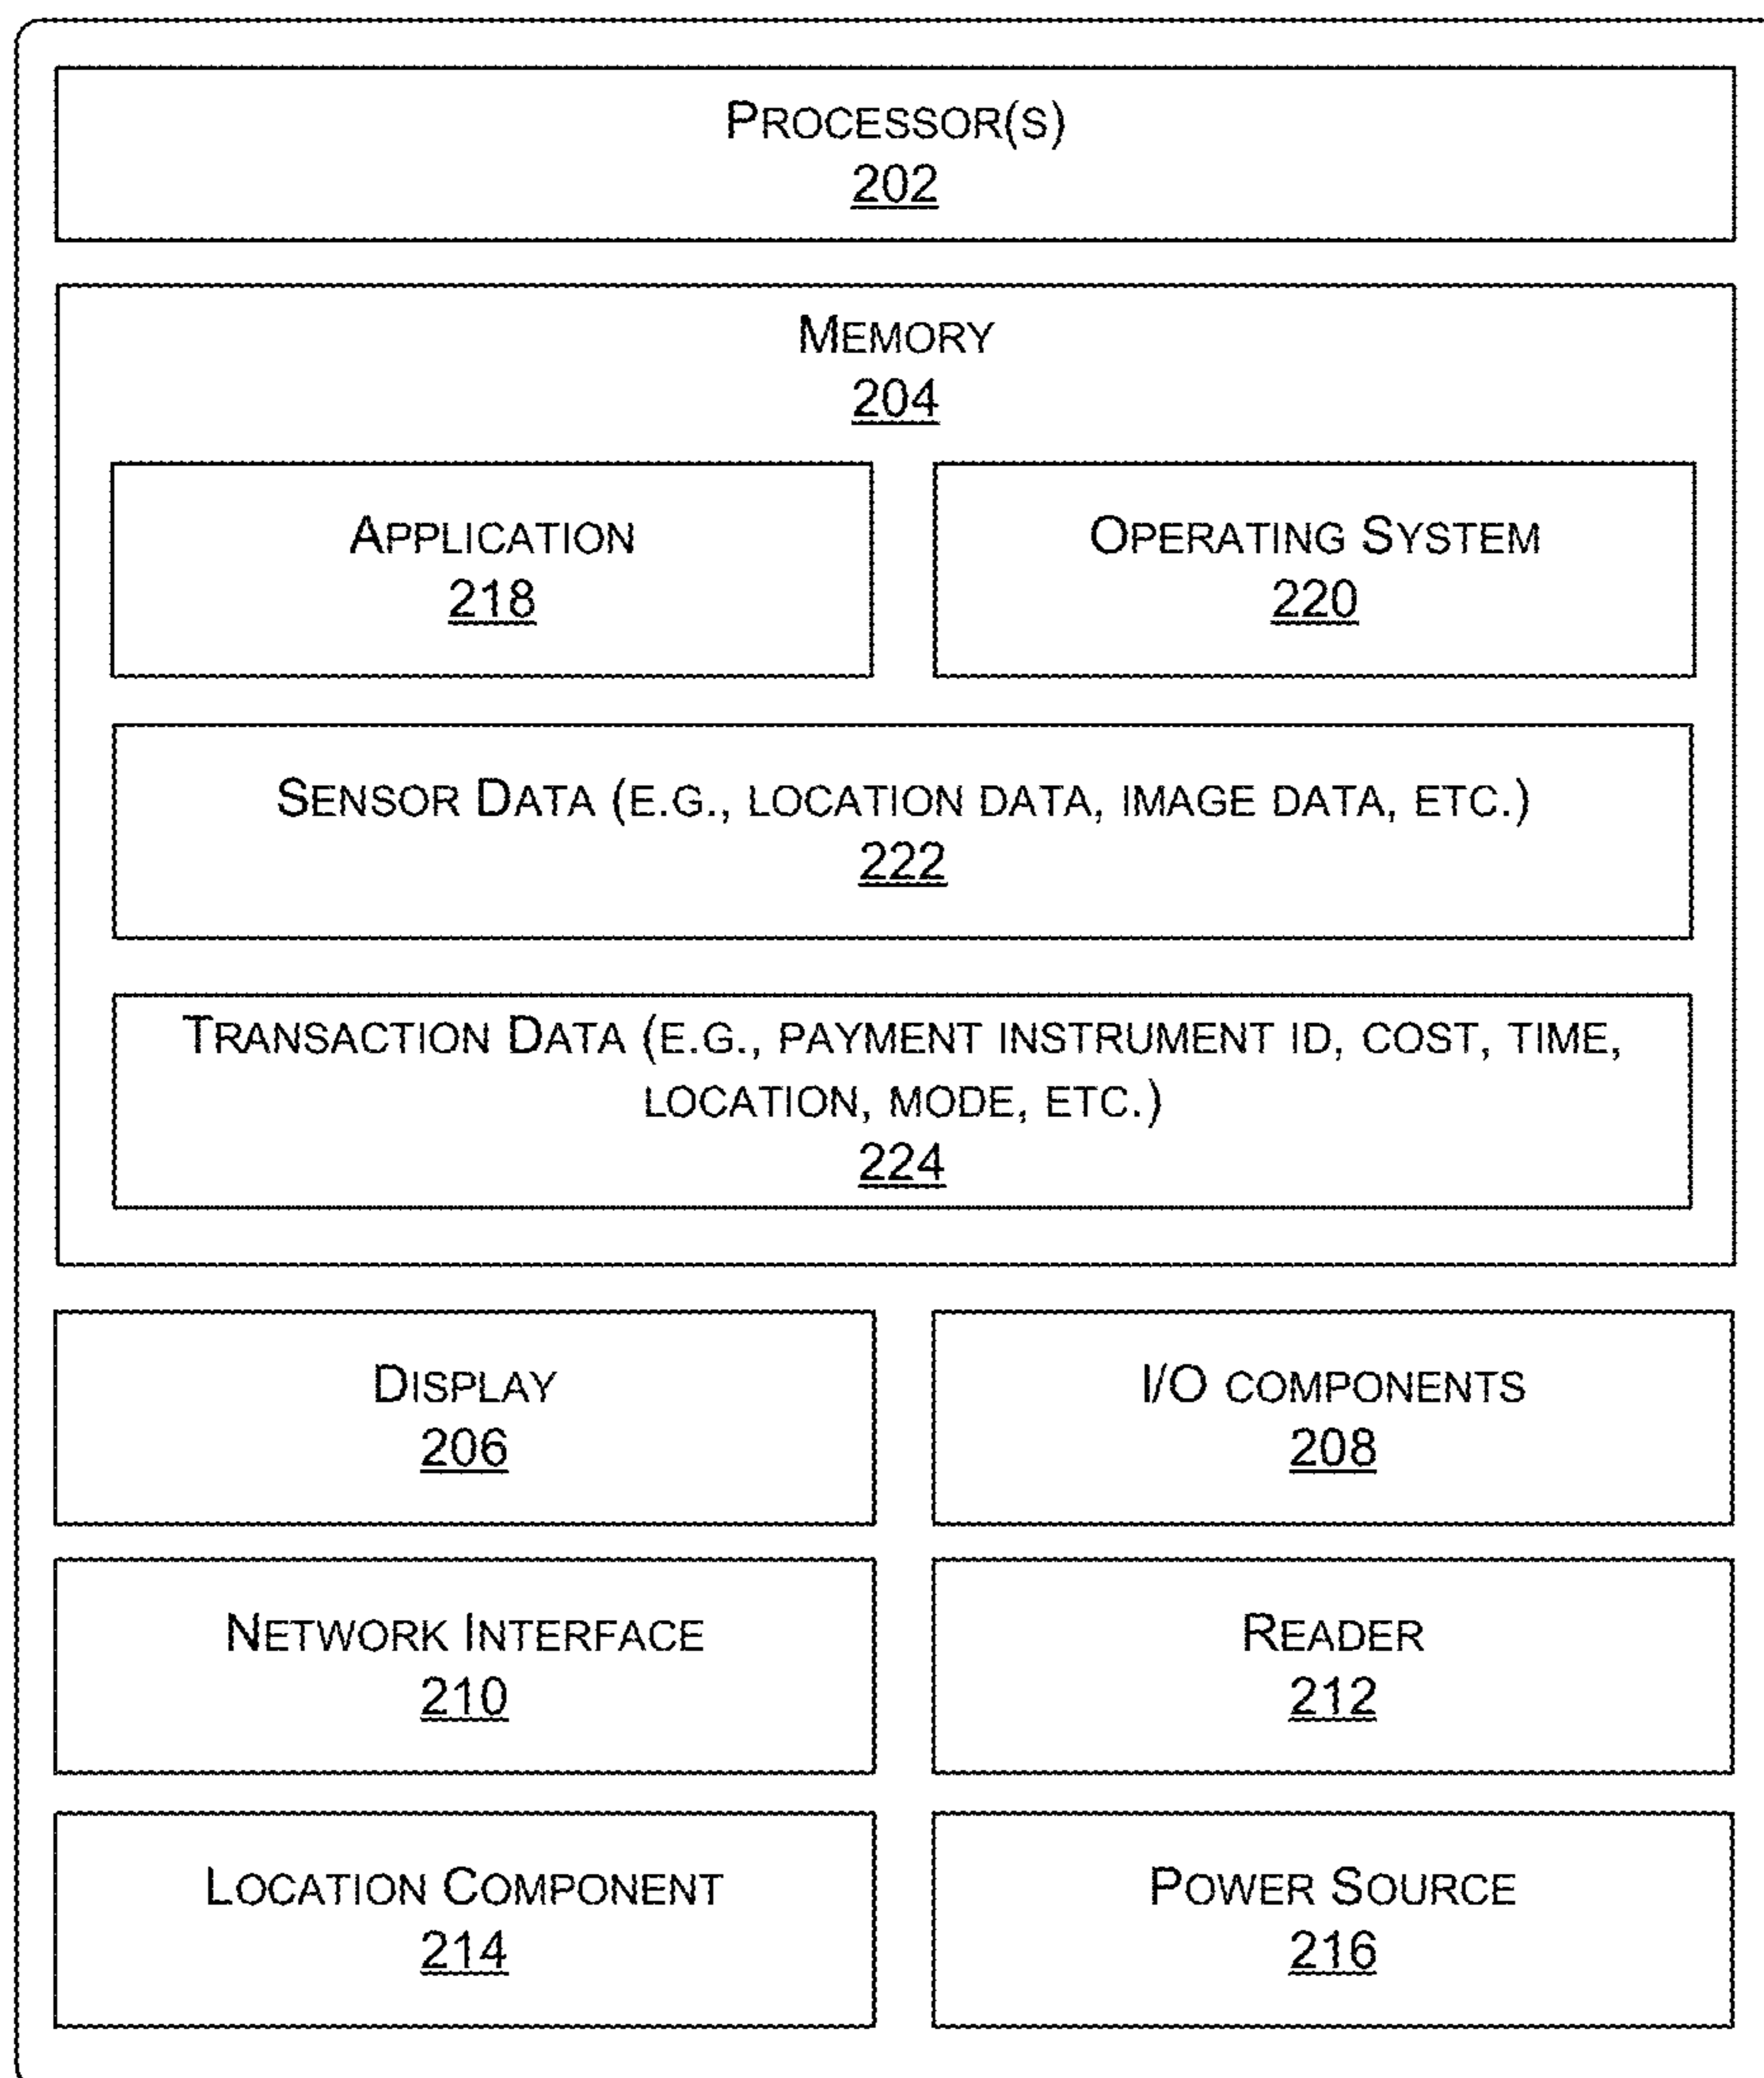 PROCESSOR(S)
202
MEMORY
204
APPLICATION
218
OPERATING SYSTEM
220
SENSOR DATA (E.G., LOCATION DATA, IMAGE DATA, ETC.)
222
TRANSACTION DATA (E.G., PAYMENT INSTRUMENT ID, COST, TIME,
LOCATION, MODE, ETC.)
224
DISPLAY
206
I/O COMPONENTS
208
NETWORK INTERFACE
210
READER
212
LOCATION COMPONENT
214
POWER SOURCE
216